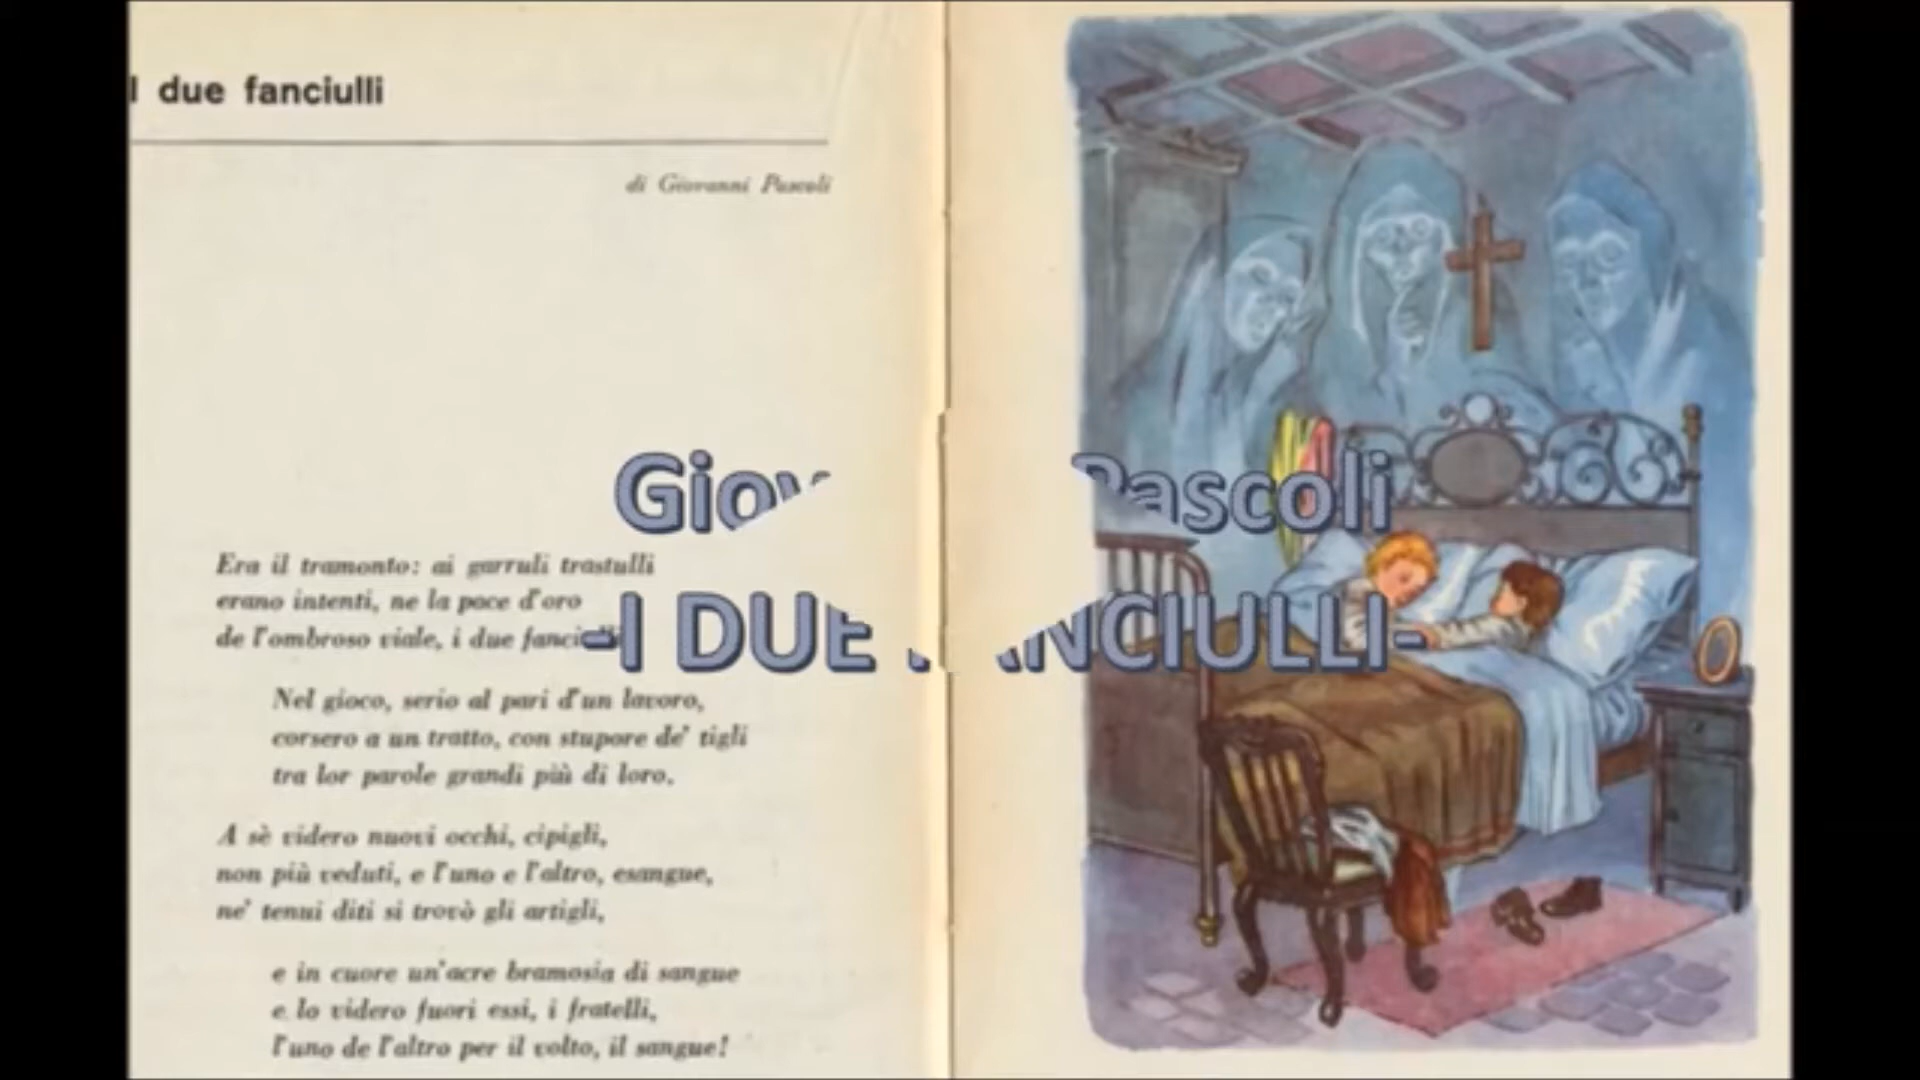 I due fanciulli
di Giovanni Pascoli
Pascoli
-I DUE
Era il tramonto: ai garruli trastulli
erano intenti, ne la pace d'oro
de l'ombroso viale, i due
Nel gioco, serio al pari d'un lavoro,
corsero a un tratto, con stupore de' tigli
tra lor parole grandi più di loro.
A sè videro nuovi occhi, cipigli,
non più veduti, e l'uno e l'altro, esangue,
ne' tenui diti si trovò gli artigli,
e in cuore un'acre bramosia di sangue
e lo videro fuori essi, i fratelli,
l'uno de l'altro per il volto, il sangue!